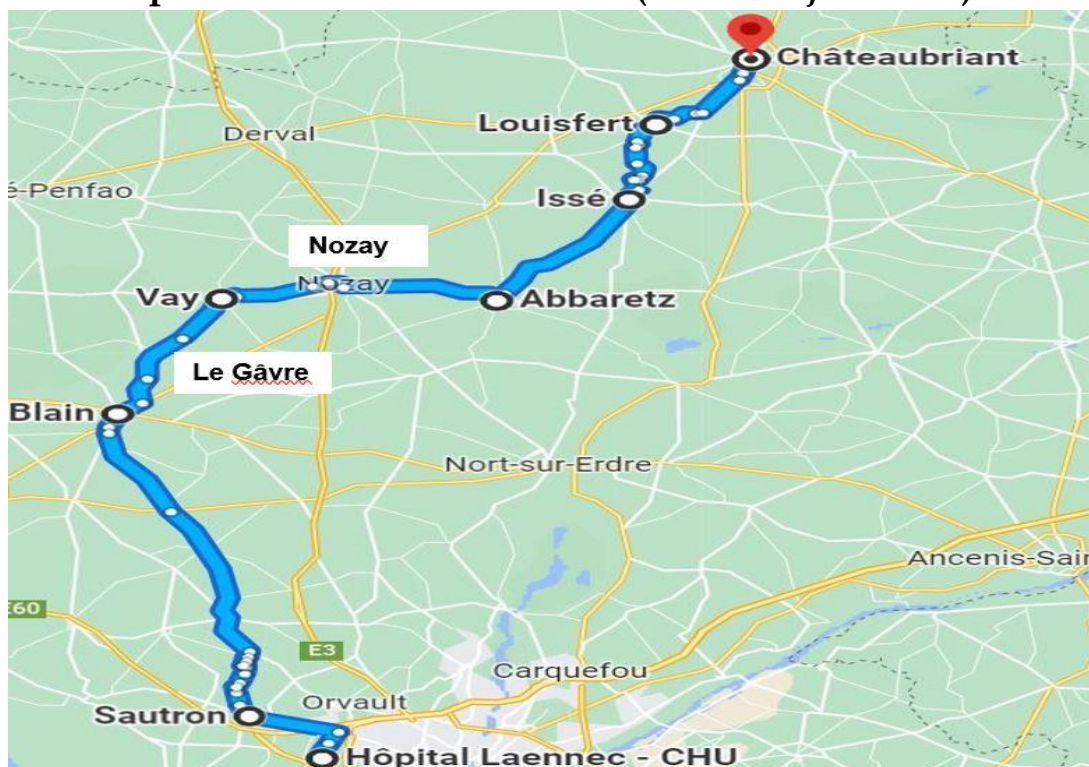 Châteaubriant
Louisfert
Derval
é-Penfao
Issé
Nozay
Nozay
Vay
Abbaretz
Le Gâvre
Blain
Nort-sur-Erdre
Ancenis-Sain
E60
E3
Carquefou
Orvault
Sautron
Hôpital Laennec - CHU